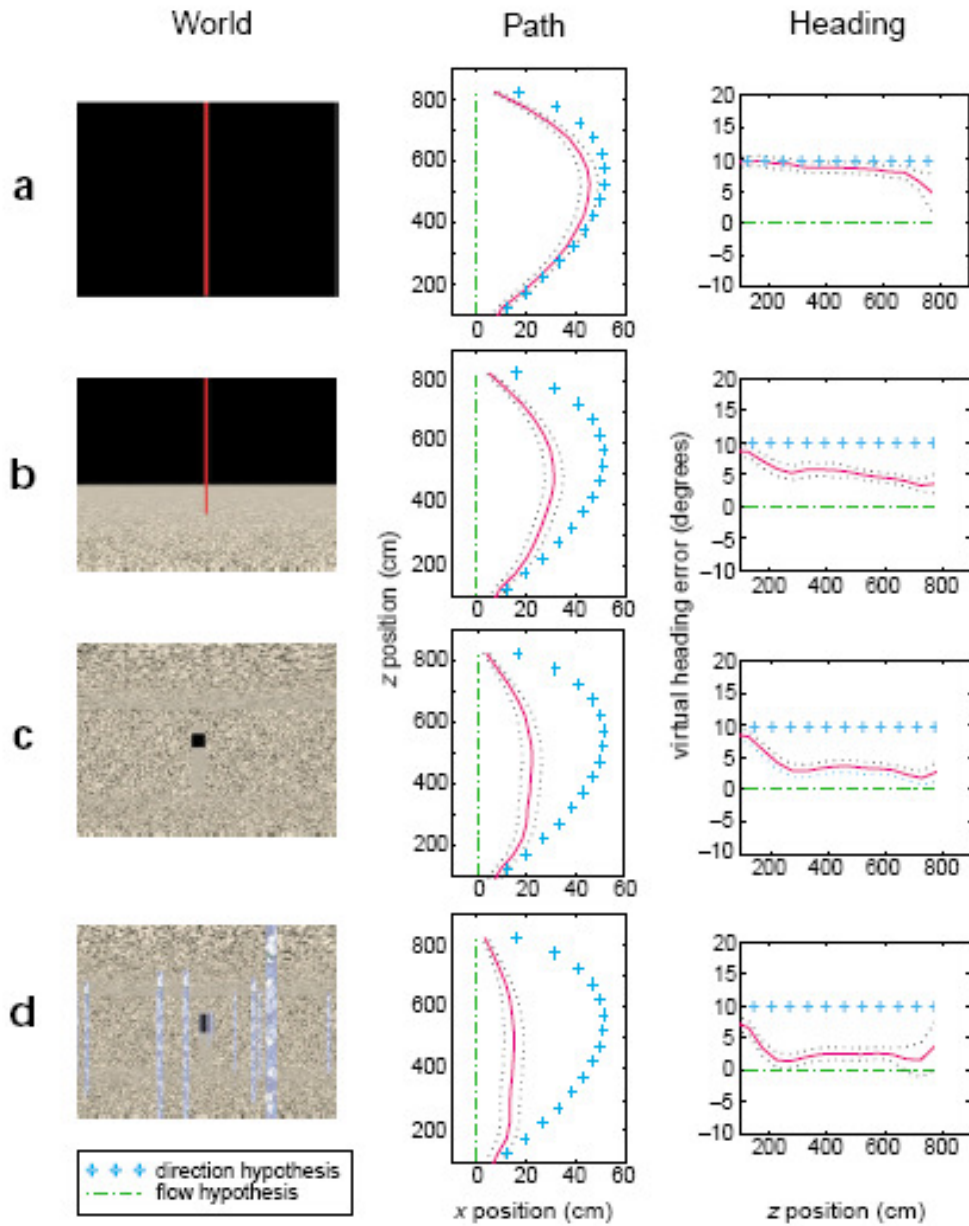 World
Path
Heading
a
800
600
400
200
0 20 40 60
20
15
10
5
0
–5
–10
200 400 600 800
b
800
600
400
200
0 20 40 60
20
15
10
5
0
–5
–10
200 400 600 800
z position (cm)
virtual heading error (degrees)
c
800
600
400
200
0 20 40 60
20
15
10
5
0
–5
–10
200 400 600 800
d
800
600
400
200
0 20 40 60
20
15
10
5
0
–5
–10
200 400 600 800
direction hypothesis
flow hypothesis
x position (cm)
z position (cm)